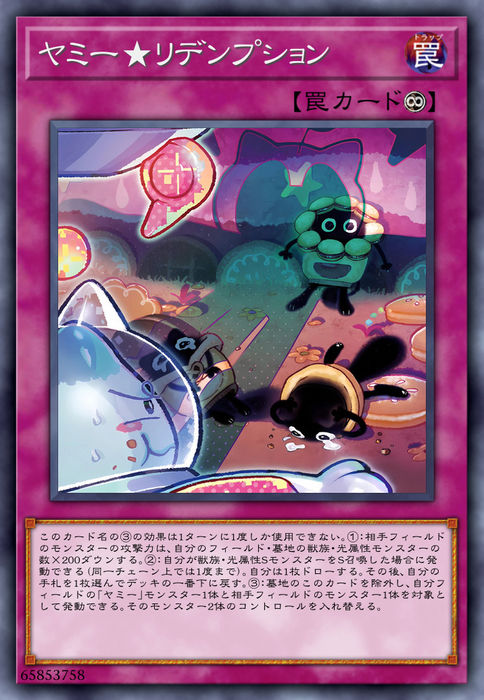 ヤミー★リデンプション
トラップ
罠
【罠カード∞】
このカード名の③の効果は1ターンに1度しか使用できない。①:相手フィールド
のモンスターの攻撃力は、自分のフィールド・墓地の獣族・光属性モンスターの
数×200ダウンする。②:自分が獣族・光属性SモンスターをS召喚した場合に発
動できる(同一チェーン上では1度まで)。自分は1枚ドローする。その後、自分の
手札を1枚選んでデッキの一番下に戻す。③:墓地のこのカードを除外し、自分フ
ィールドの「ヤミー」モンスター1体と相手フィールドのモンスター1体を対象と
して発動できる。そのモンスター2体のコントロールを入れ替える。
65853758